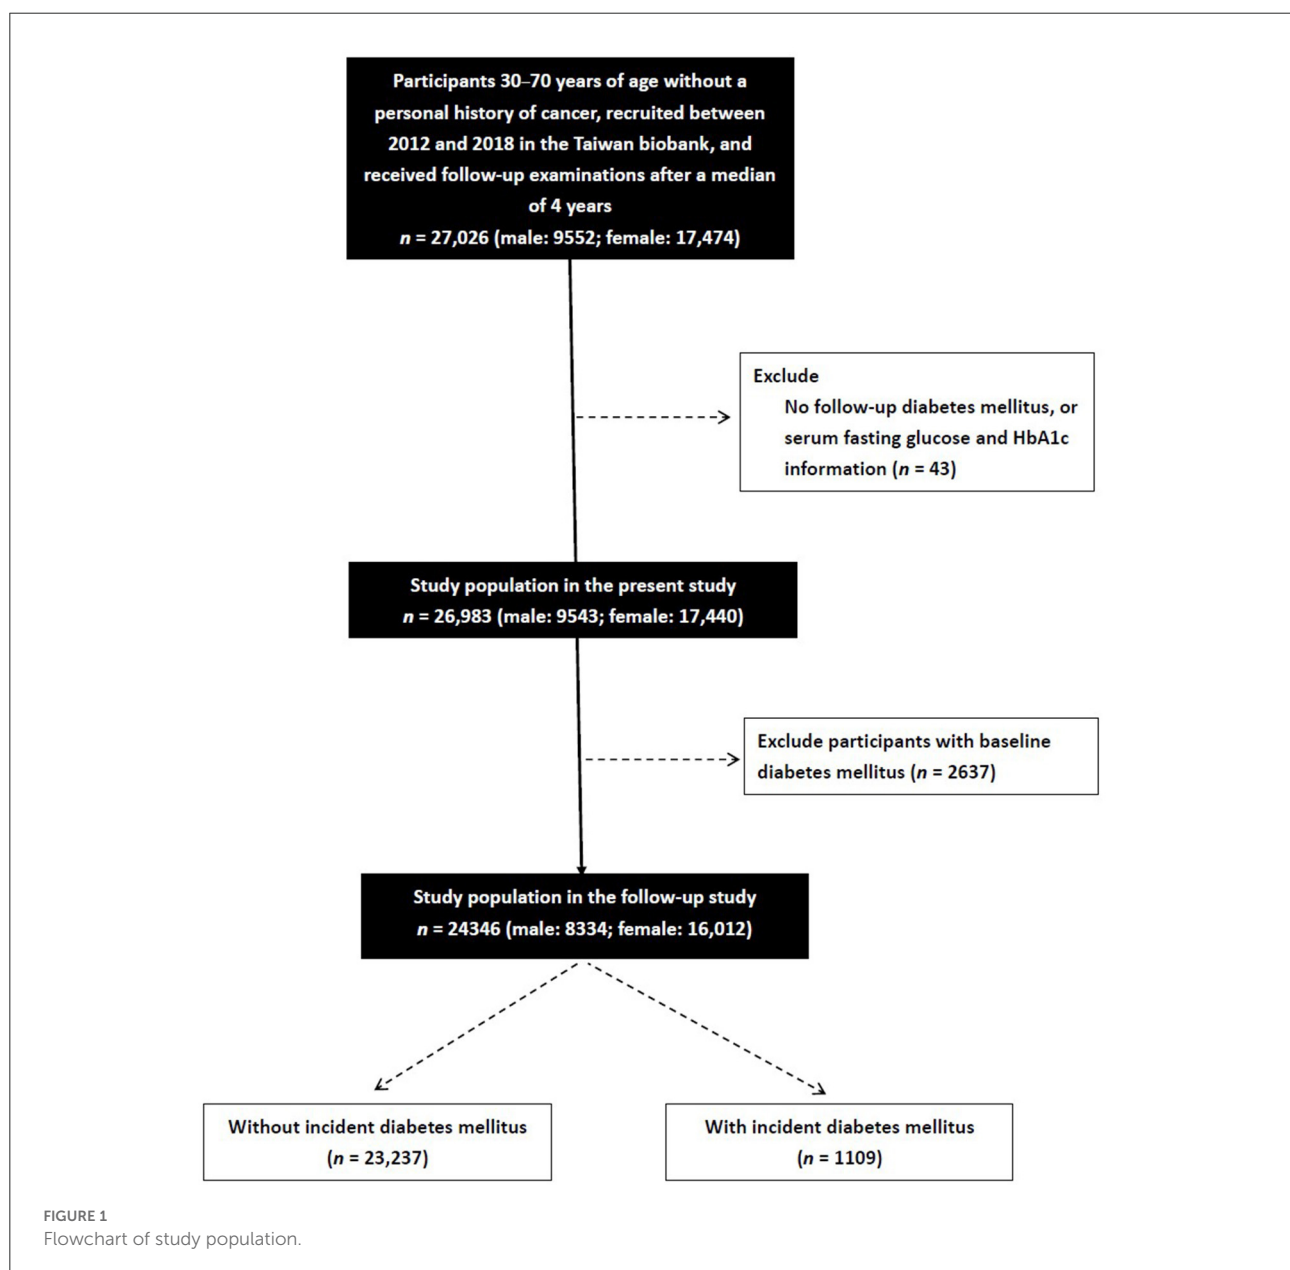 Participants 30–70 years of age without a
personal history of cancer, recruited between
2012 and 2018 in the Taiwan biobank, and
received follow-up examinations after a median
of 4 years
n = 27,026 (male: 9552; female: 17,474)
Exclude
No follow-up diabetes mellitus, or
serum fasting glucose and HbA1c
information (n = 43)
Study population in the present study
n = 26,983 (male: 9543; female: 17,440)
Exclude participants with baseline
diabetes mellitus (n = 2637)
Study population in the follow-up study
n = 24346 (male: 8334; female: 16,012)
Without incident diabetes mellitus
(n = 23,237)
With incident diabetes mellitus
(n = 1109)
FIGURE 1
Flowchart of study population.